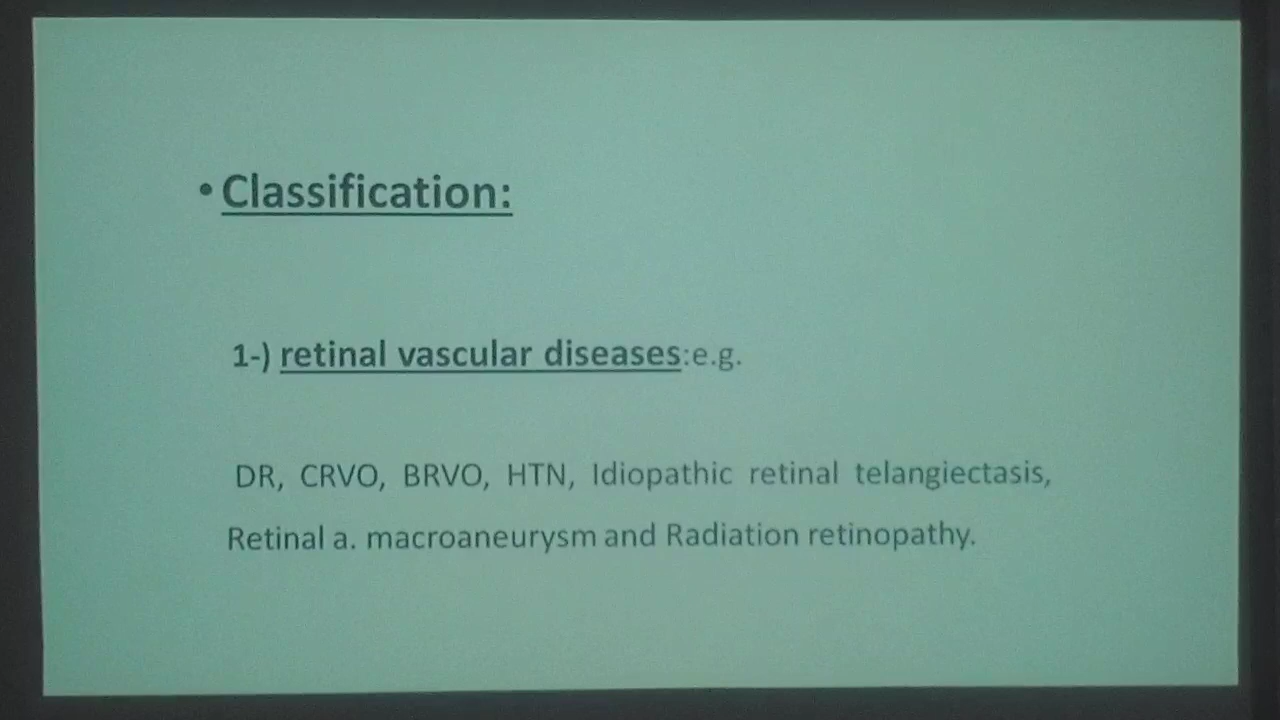 • Classification:
1-) retinal vascular diseases:e.g.
DR, CRVO, BRVO, HTN, Idiopathic retinal telangiectasis,
Retinal a. macroaneurysm and Radiation retinopathy.